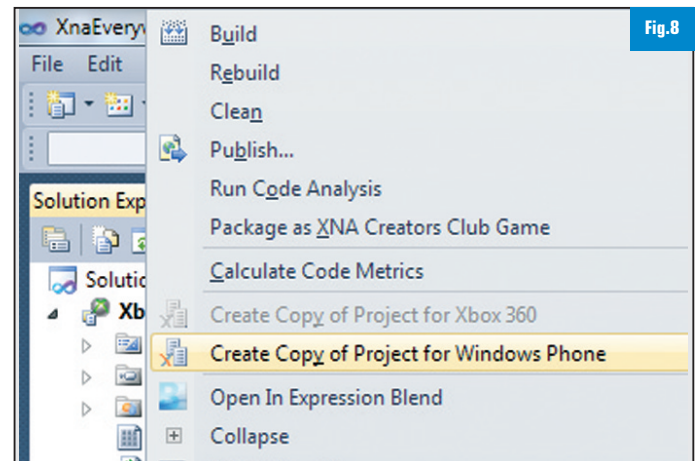 XnaEveryw
Fig.8
File Edit
Solution Exp
Solutio
Xb
Build
Rebuild
Clean
Publish...
Run Code Analysis
Package as XNA Creators Club Game
Calculate Code Metrics
Create Copy of Project for Xbox 360
Create Copy of Project for Windows Phone
Open In Expression Blend
Collapse